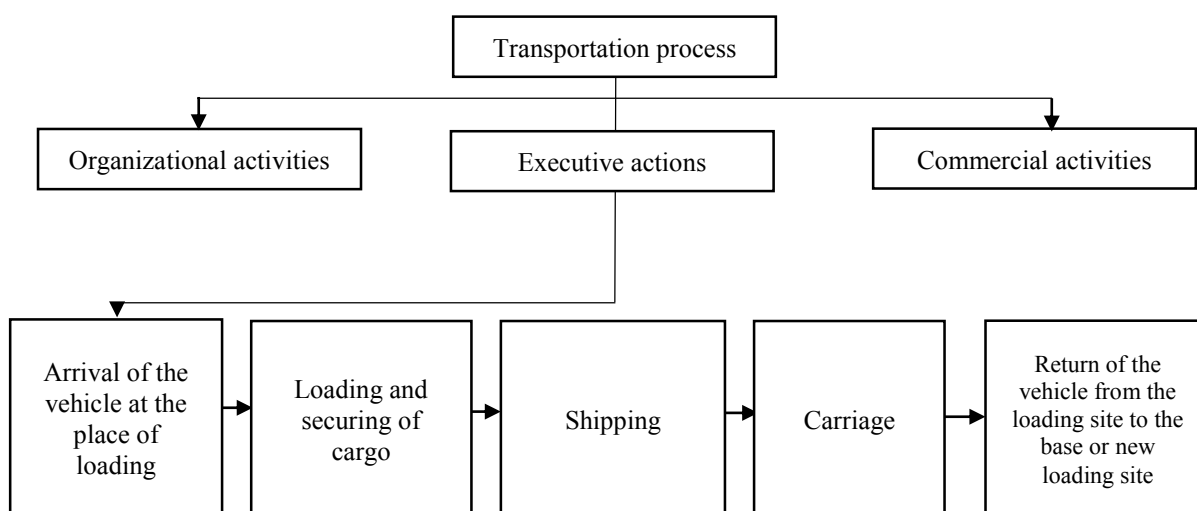 Transportation process
Organizational activities
Executive actions
Commercial activities
Arrival of the
vehicle at the
place of
loading
Loading and
securing of
cargo
Shipping
Carriage
Return of the
vehicle from the
loading site to the
base or new
loading site